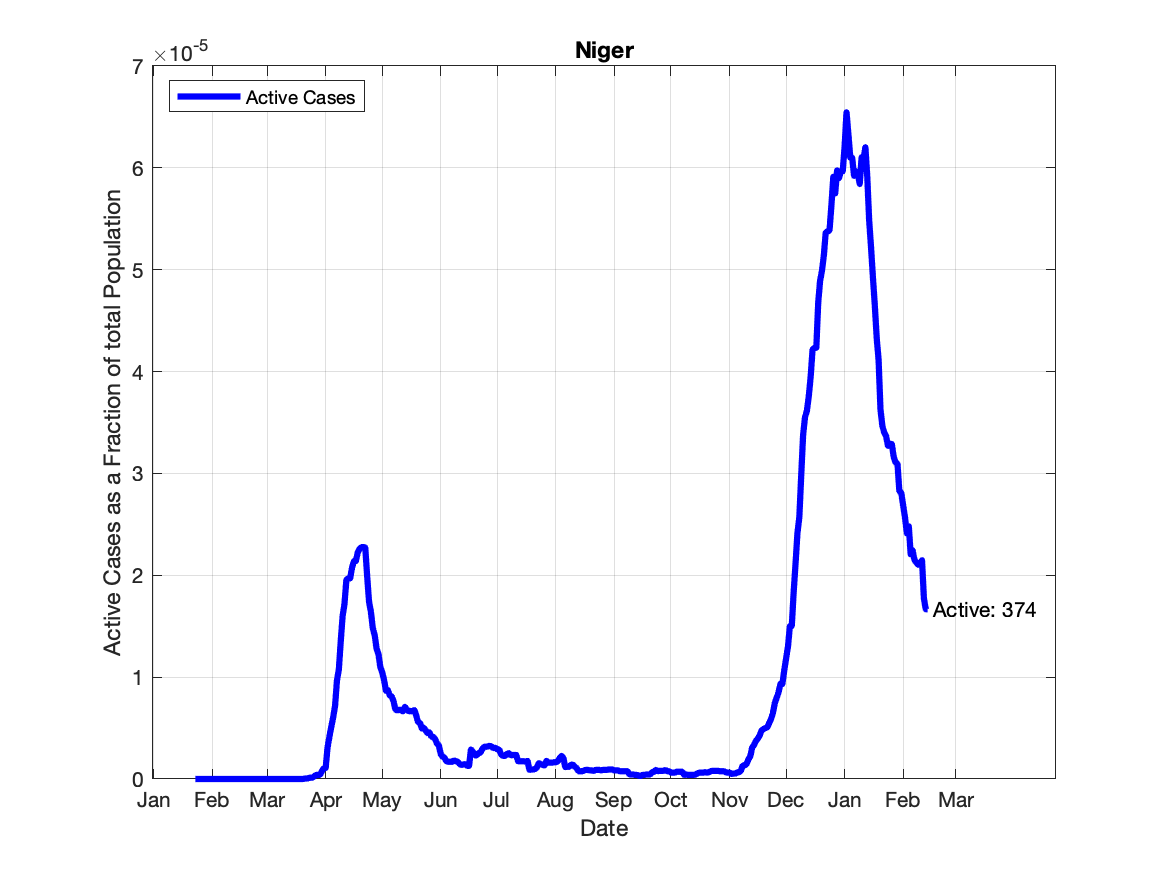 Niger
×10-5
Active Cases
7
6
5
4
3
2
1
0
Active Cases as a Fraction of total Population
Active: 374
Jan Feb Mar Apr May Jun Jul Aug Sep Oct Nov Dec Jan Feb Mar
Date